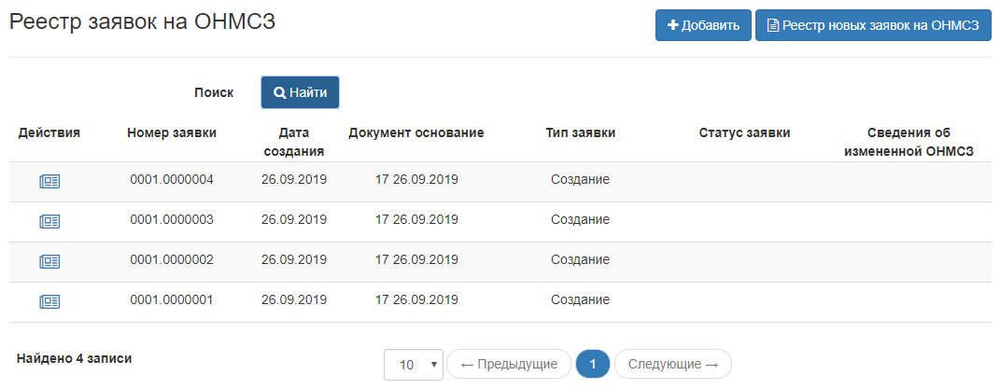 Реестр заявок на ОНМСЗ
Добавить
Реестр новых заявок на ОНМСЗ
Поиск
Найти
Действия Номер заявки Дата создания Документ основание Тип заявки Статус заявки Сведения об измененной ОНМСЗ
0001.0000004 26.09.2019 17 26.09.2019 Создание
0001.0000003 26.09.2019 17 26.09.2019 Создание
0001.0000002 26.09.2019 17 26.09.2019 Создание
0001.0000001 26.09.2019 17 26.09.2019 Создание
Найдено 4 записи 10 ← Предыдущие 1 Следующие →